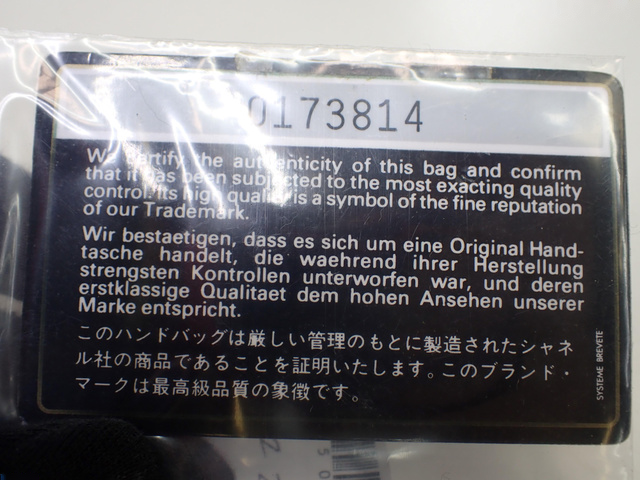 0173814
We certify the authenticity of this bag and confirm
that it has been subjected to the most exacting quality
control. Its high quality is a symbol of the fine reputation
of our Trademark.
Wir bestaetigen, dass es sich um eine Original Hand-
tasche handelt, die waehrend ihrer Herstellung
strengsten Kontrollen unterworfen war, und deren
erstklassige Qualitaet dem hohen Ansehen unserer
Marke entspricht.
このハンドバッグは厳しい管理のもとに製造されたシャネ
ル社の商品であることを証明いたします。このブランド・
マークは最高級品質の象徴です。
SYSTEME BREVETE